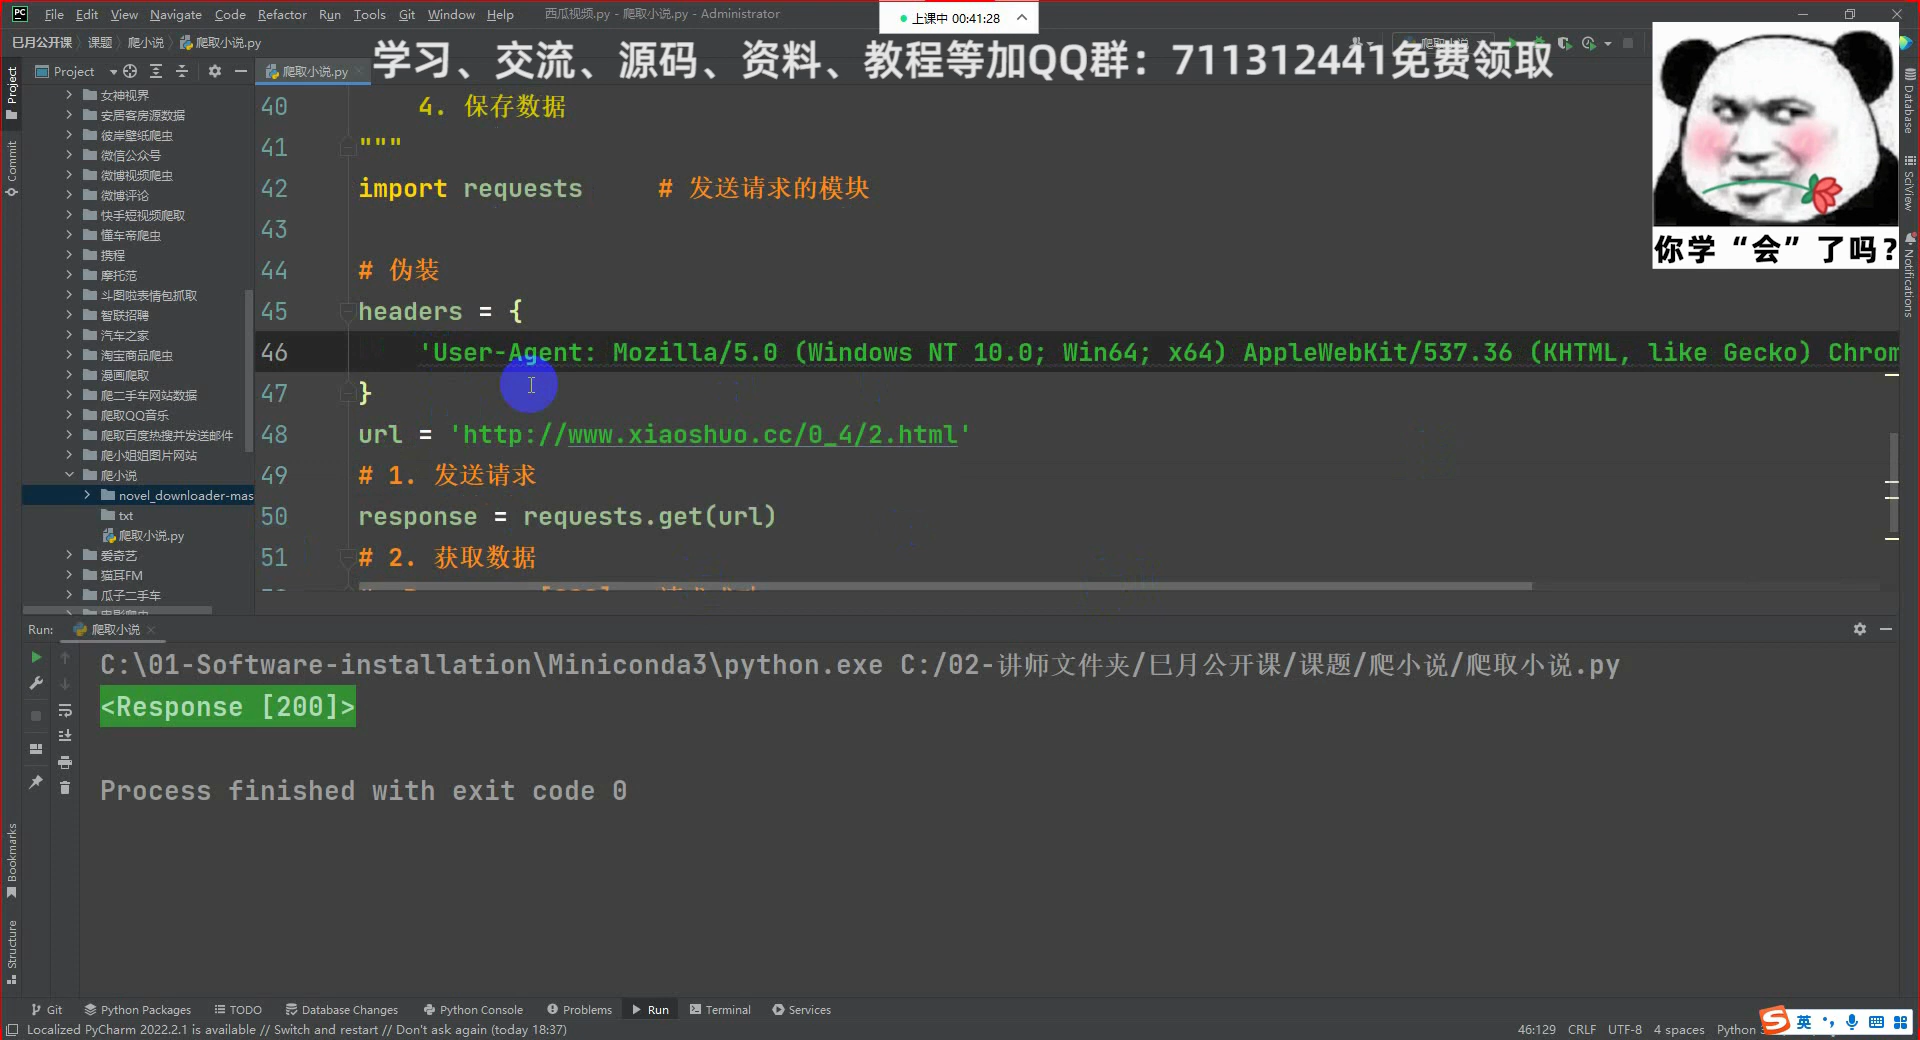 File Edit View Navigate Code Refactor Run Tools Git Window Help 西瓜视频.py - 爬取小说.py - Administrator
上课中 00:41:28
巳月公开课 课题 爬小说 爬取小说.py
学习、交流、源码、资料、教程等加QQ群：711312441免费领取
Project
爬取小说.py
Project
Commit
Bookmarks
Structure
女神视界
安居客房源数据
彼岸壁纸爬虫
微信公众号
微博视频爬虫
微博评论
快手短视频爬取
懂车帝爬虫
携程
摩托范
斗图啦表情包抓取
智联招聘
汽车之家
淘宝商品爬虫
漫画爬取
爬二手车网站数据
爬取QQ音乐
爬取百度热搜并发送邮件
爬小姐姐图片网站
爬小说
novel_downloader-mas
txt
爬取小说.py
爱奇艺
猫耳FM
瓜子二手车
40 4. 保存数据
41 """
42 import requests # 发送请求的模块
43
44 # 伪装
45 headers = {
46 'User-Agent: Mozilla/5.0 (Windows NT 10.0; Win64; x64) AppleWebKit/537.36 (KHTML, like Gecko) Chrom
47 }
48 url = 'http://www.xiaoshuo.cc/0_4/2.html'
49 # 1. 发送请求
50 response = requests.get(url)
51 # 2. 获取数据
你学“会”了吗?
Database
SciView
Notifications
Run: 爬取小说
C:\01-Software-installation\Miniconda3\python.exe C:/02-讲师文件夹/巳月公开课/课题/爬小说/爬取小说.py
<Response [200]>
Process finished with exit code 0
Git Python Packages TODO Database Changes Python Console Problems Run Terminal Services
Localized PyCharm 2022.2.1 is available // Switch and restart // Don't ask again (today 18:37)
46:129 CRLF UTF-8 4 spaces Python
英